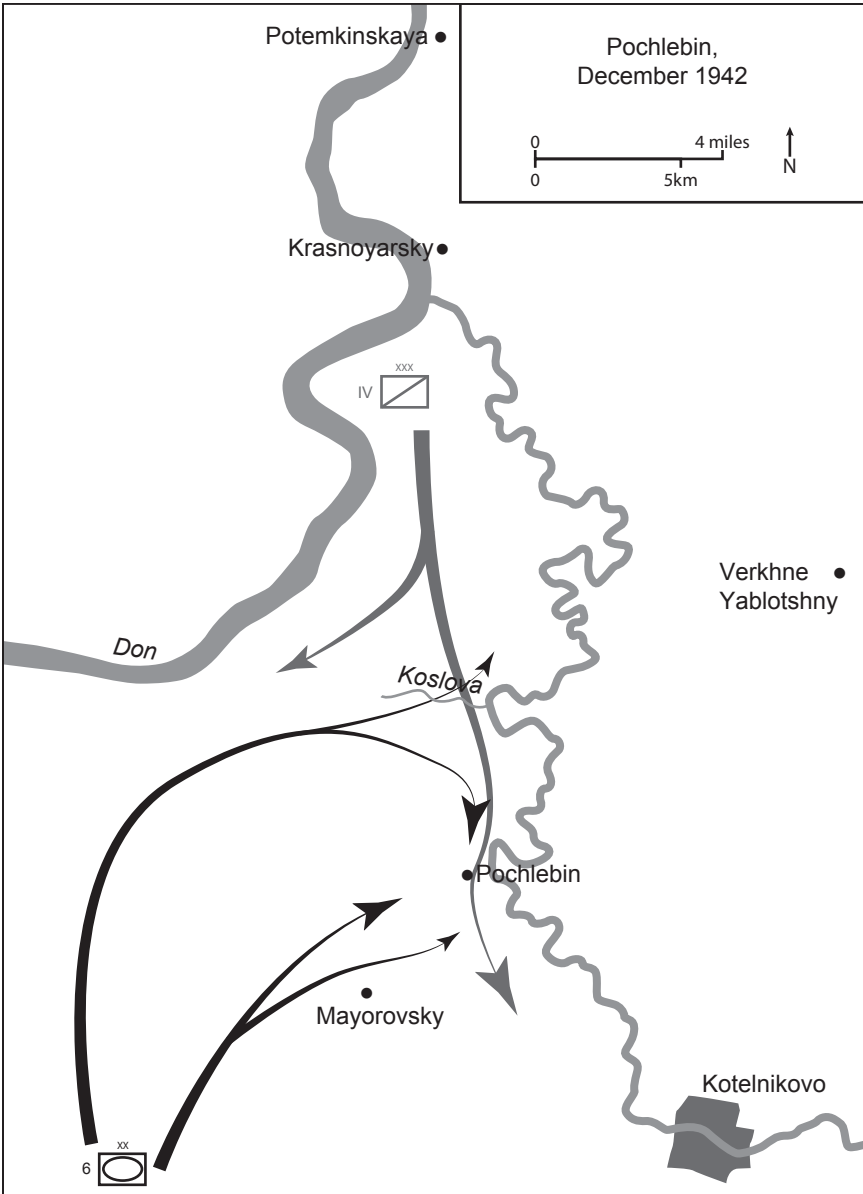 Potemkinskaya
Pochlebin,
December 1942
0 4 miles
0 5km
N
Krasnoyarsky
xxx
IV
Verkhne
Yablotshny
Don
Koslova
Pochlebin
Mayorovsky
Kotelnikovo
xx
6